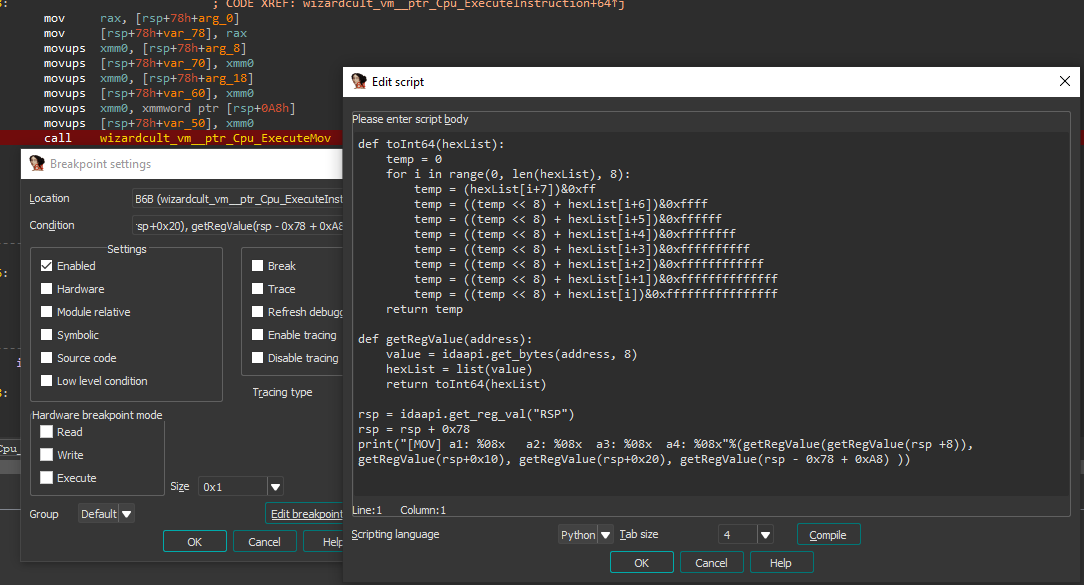 ; CODE XREF: wizardcult_vm__ptr_Cpu_ExecuteInstruction+64↑j
mov rax, [rsp+78h+arg_0]
mov [rsp+78h+var_78], rax
movups xmm0, [rsp+78h+arg_8]
movups [rsp+78h+var_70], xmm0
movups xmm0, [rsp+78h+arg_18]
movups [rsp+78h+var_60], xmm0
movups xmm0, xmmword ptr [rsp+0A8h]
movups [rsp+78h+var_50], xmm0
call wizardcult_vm__ptr_Cpu_ExecuteMov
Breakpoint settings
Location B6B (wizardcult_vm__ptr_Cpu_ExecuteInst
Condition rsp+0x20), getRegValue(rsp - 0x78 + 0xA8
Settings
Enabled
Hardware
Module relative
Symbolic
Source code
Low level condition
Break
Trace
Refresh debugg
Enable tracing
Disable tracing
Tracing type
Hardware breakpoint mode
Read
Write
Execute
Size 0x1
Group Default
Edit breakpoint
OK Cancel Help
Cpu_
Edit script
Please enter script body
def toInt64(hexList):
    temp = 0
    for i in range(0, len(hexList), 8):
        temp = (hexList[i+7])&0xff
        temp = ((temp << 8) + hexList[i+6])&0xffff
        temp = ((temp << 8) + hexList[i+5])&0xffffff
        temp = ((temp << 8) + hexList[i+4])&0xffffffff
        temp = ((temp << 8) + hexList[i+3])&0xffffffffff
        temp = ((temp << 8) + hexList[i+2])&0xffffffffffff
        temp = ((temp << 8) + hexList[i+1])&0xffffffffffffff
        temp = ((temp << 8) + hexList[i])&0xffffffffffffffff
    return temp
def getRegValue(address):
    value = idaapi.get_bytes(address, 8)
    hexList = list(value)
    return toInt64(hexList)
rsp = idaapi.get_reg_val("RSP")
rsp = rsp + 0x78
print("[MOV] a1: %08x   a2: %08x  a3: %08x  a4: %08x"%(getRegValue(getRegValue(rsp +8)),
getRegValue(rsp+0x10), getRegValue(rsp+0x20), getRegValue(rsp - 0x78 + 0xA8) ))
Line:1 Column:1
Scripting language Python Tab size 4 Compile
OK Cancel Help